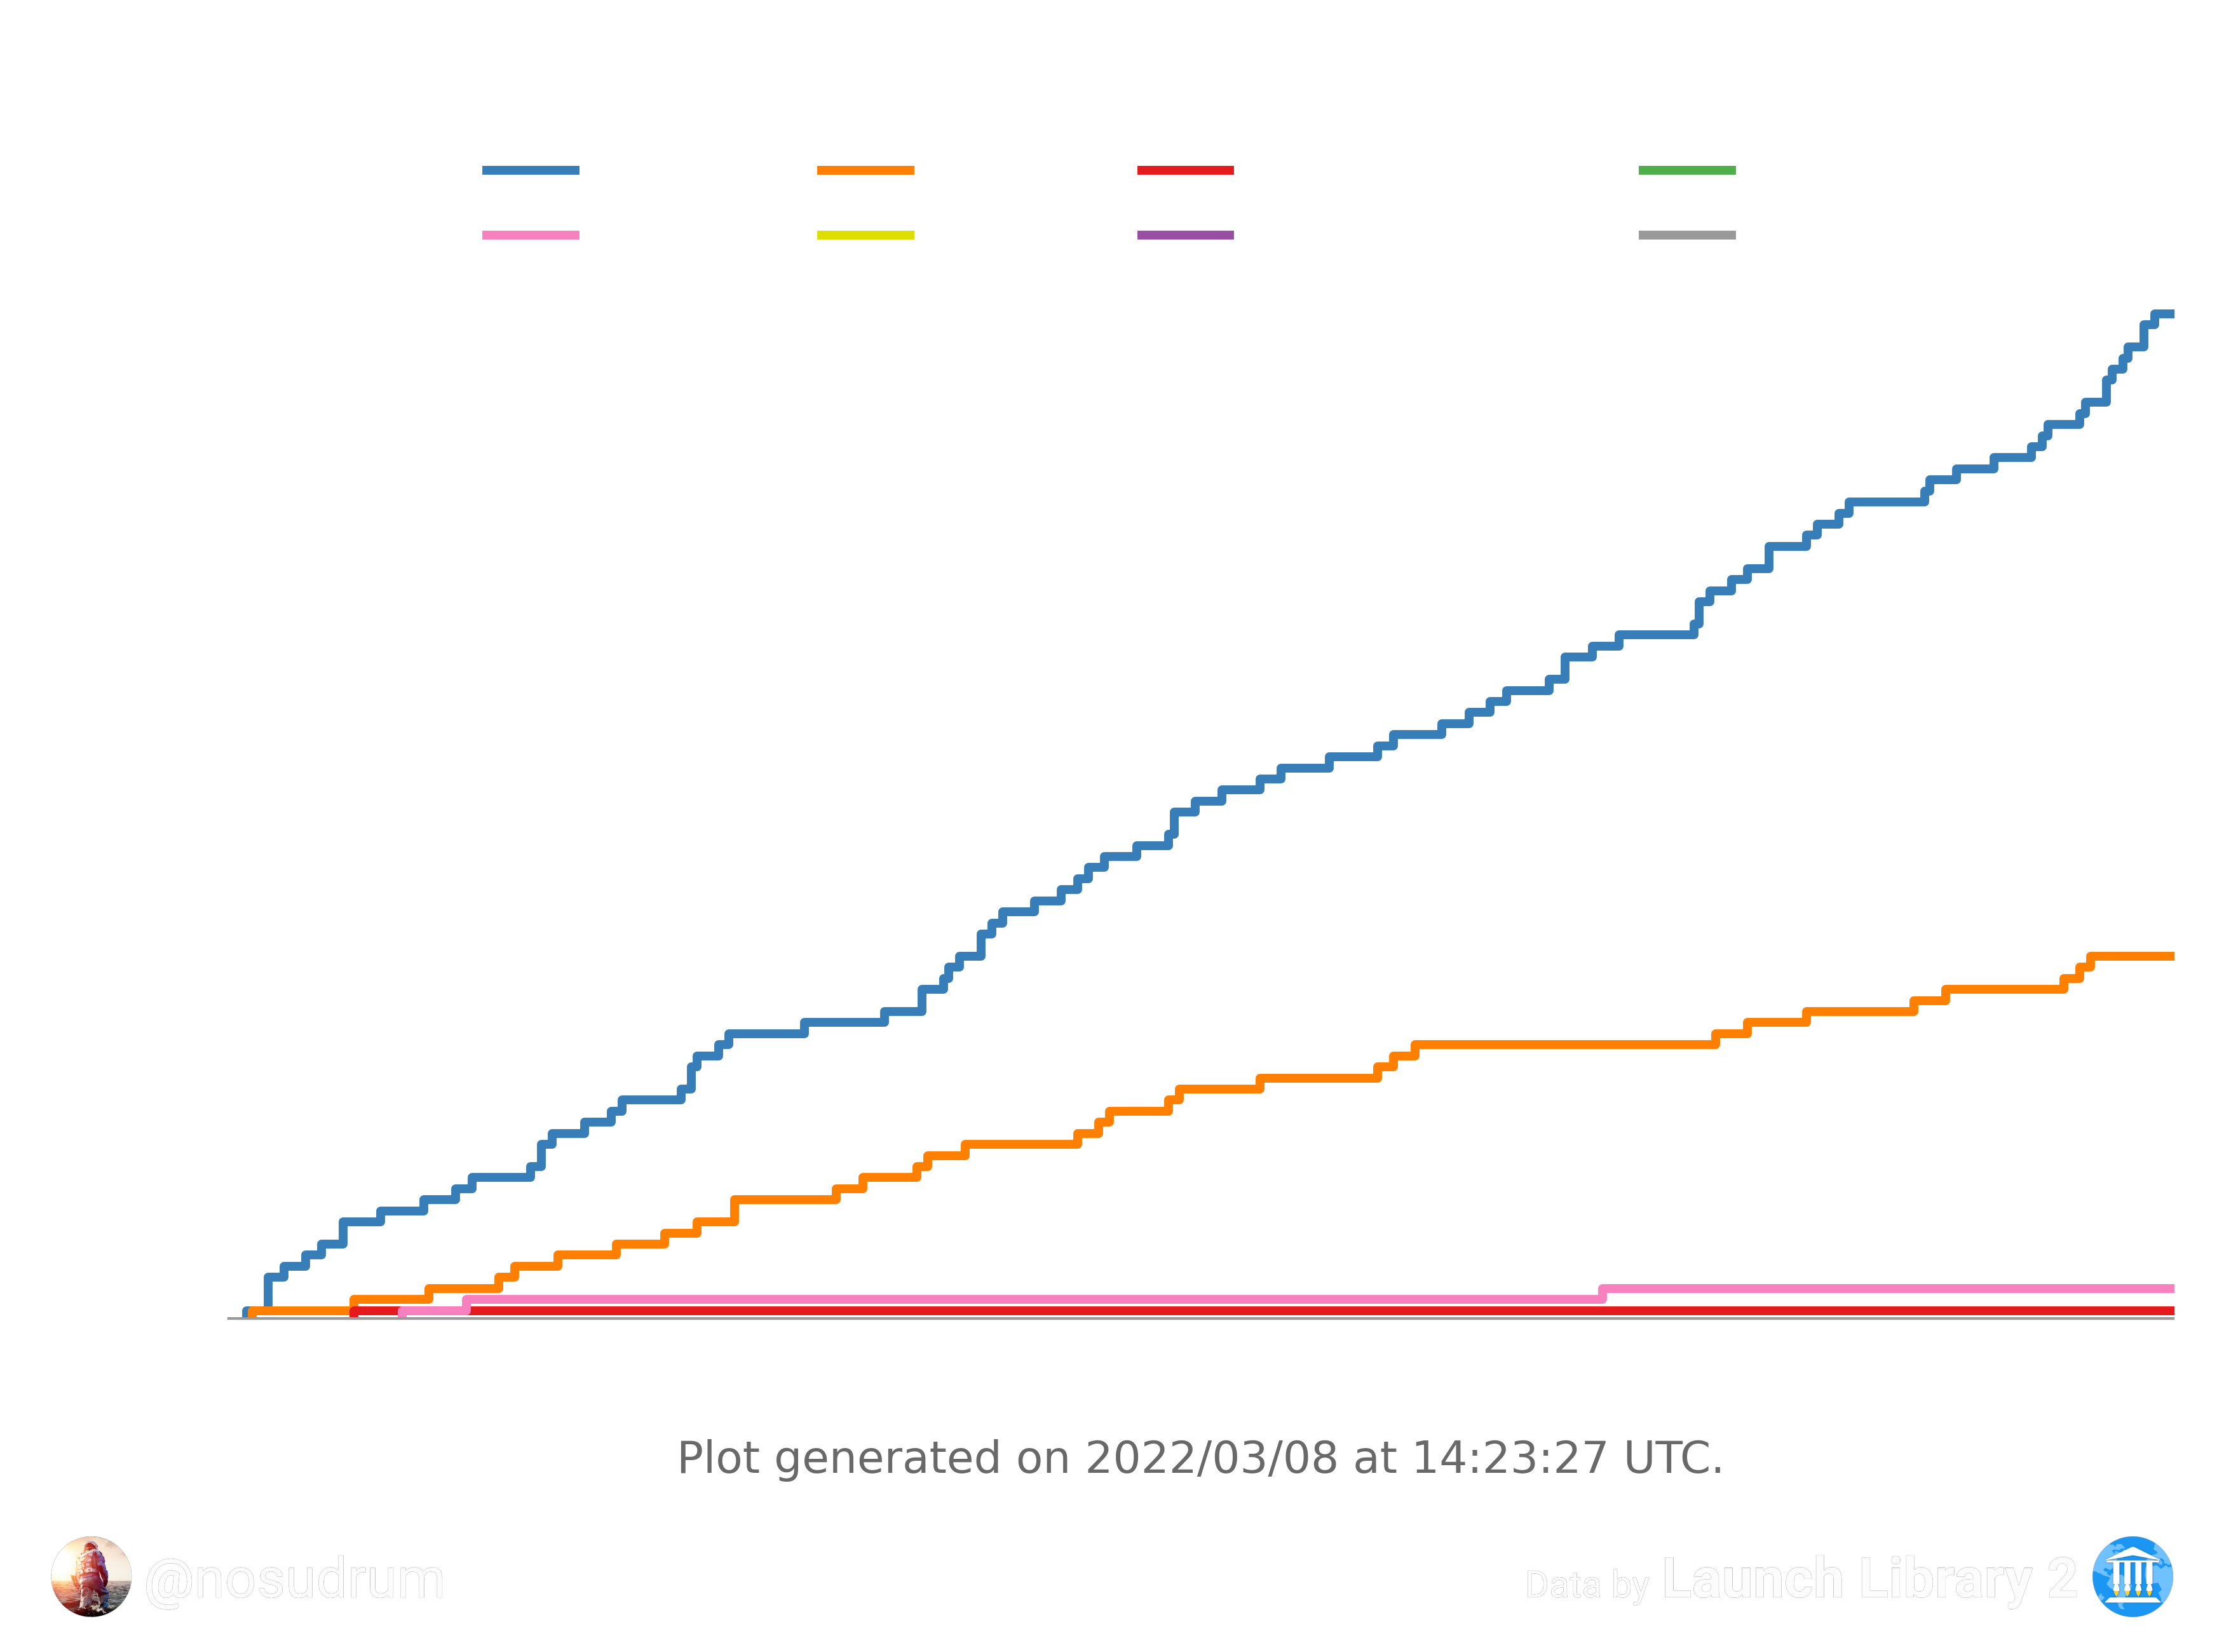 Plot generated on 2022/03/08 at 14:23:27 UTC.
@nosudrum
Data by Launch Library 2